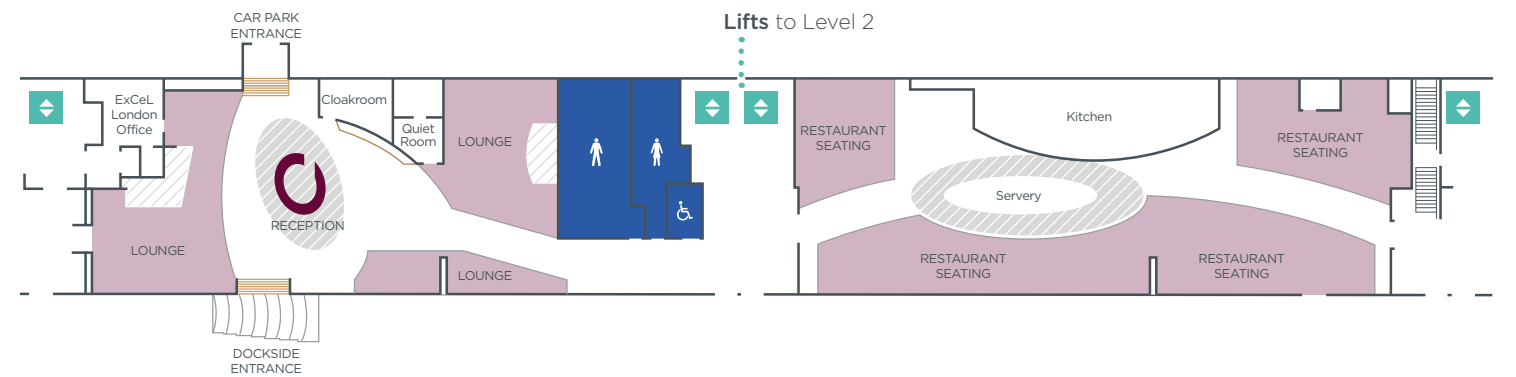 CAR PARK
ENTRANCE
Lifts to Level 2
ExCeL
London
Office
Cloakroom
Quiet
Room
LOUNGE
RECEPTION
LOUNGE
LOUNGE
DOCKSIDE
ENTRANCE
RESTAURANT
SEATING
Kitchen
RESTAURANT
SEATING
Servery
RESTAURANT
SEATING
RESTAURANT
SEATING